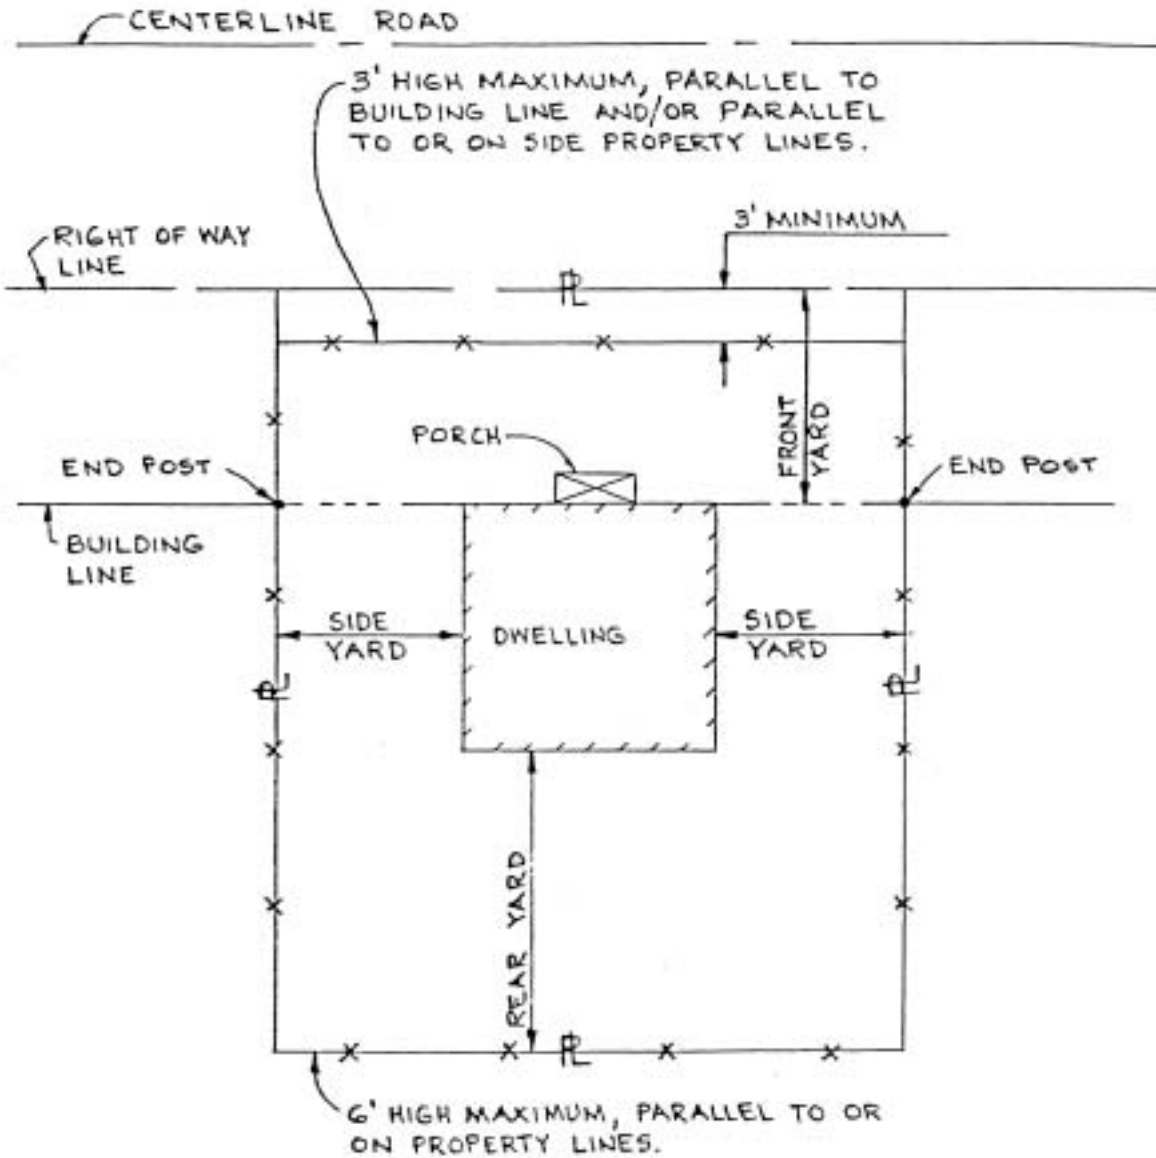 CENTERLINE ROAD
3' HIGH MAXIMUM, PARALLEL TO
BUILDING LINE AND/OR PARALLEL
TO OR ON SIDE PROPERTY LINES.
3' MINIMUM
RIGHT OF WAY
LINE
PL
FRONT
YARD
PORCH
END POST
END POST
BUILDING
LINE
SIDE
YARD
DWELLING
SIDE
YARD
PL
PL
REAR YARD
PL
6' HIGH MAXIMUM, PARALLEL TO OR
ON PROPERTY LINES.